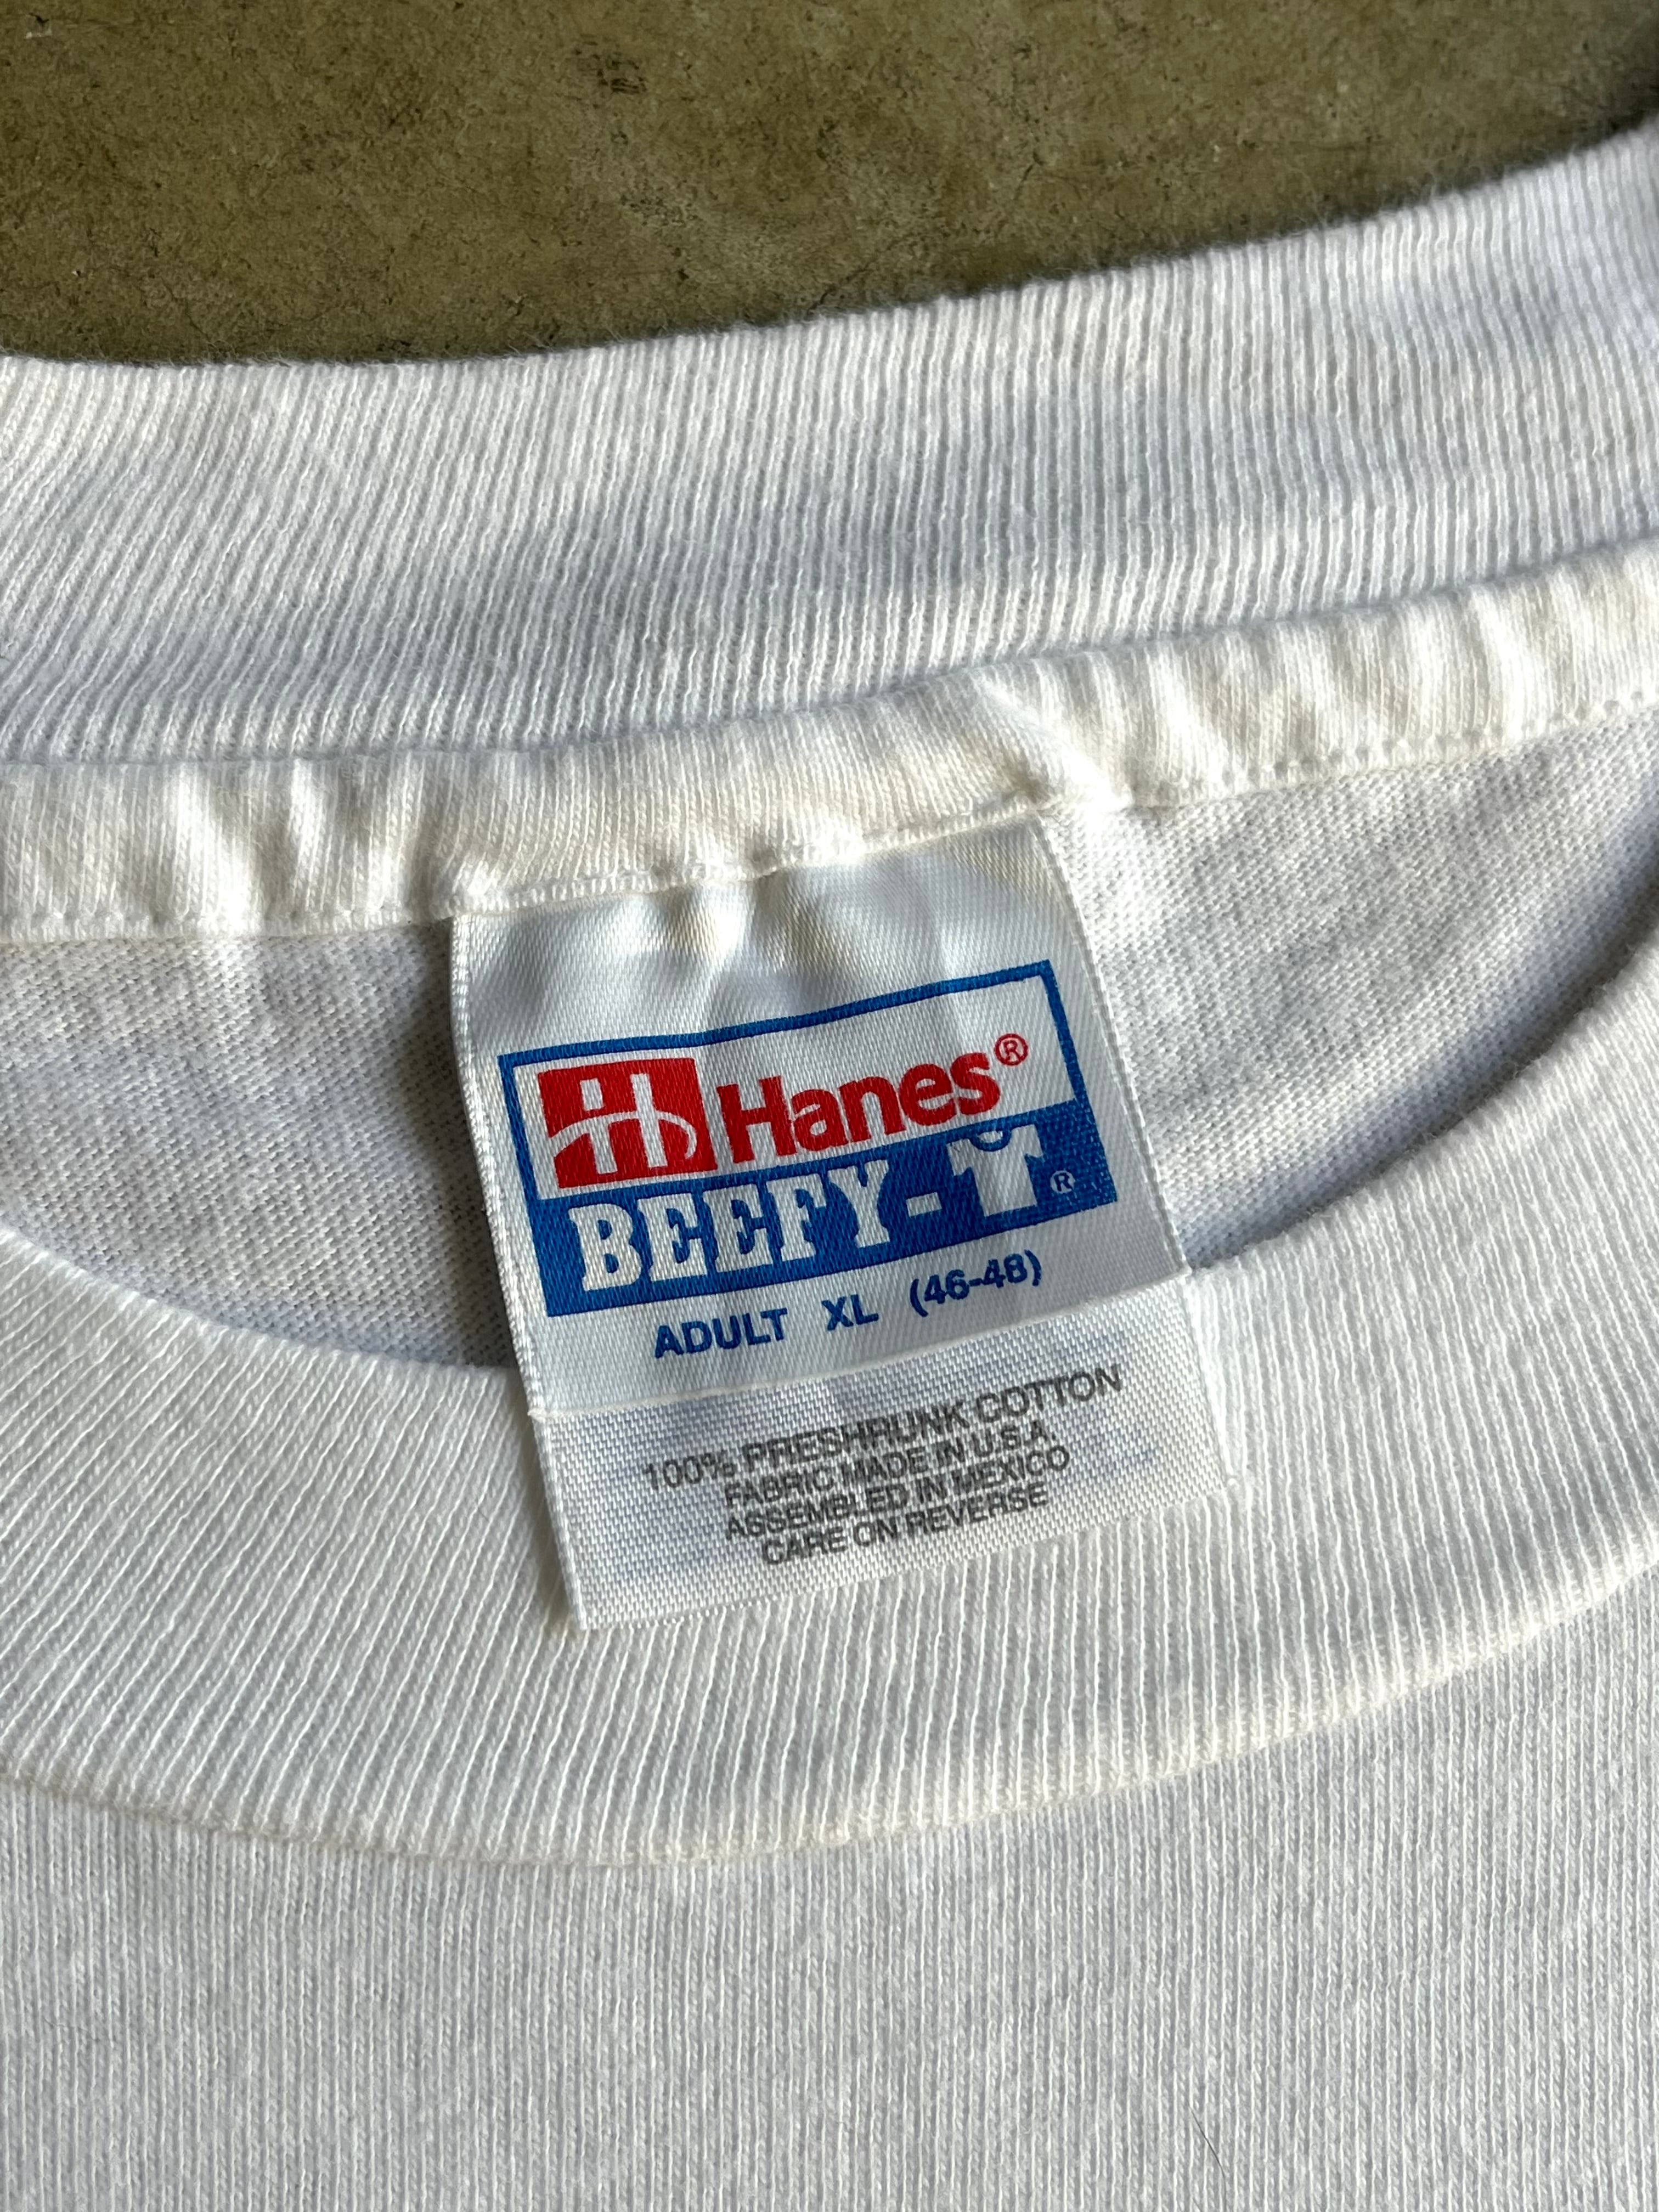 Hanes®
BEEFY-T®
ADULT XL (46-48)
100% PRESHRUNK COTTON
FABRIC MADE IN U.S.A.
ASSEMBLED IN MEXICO
CARE ON REVERSE